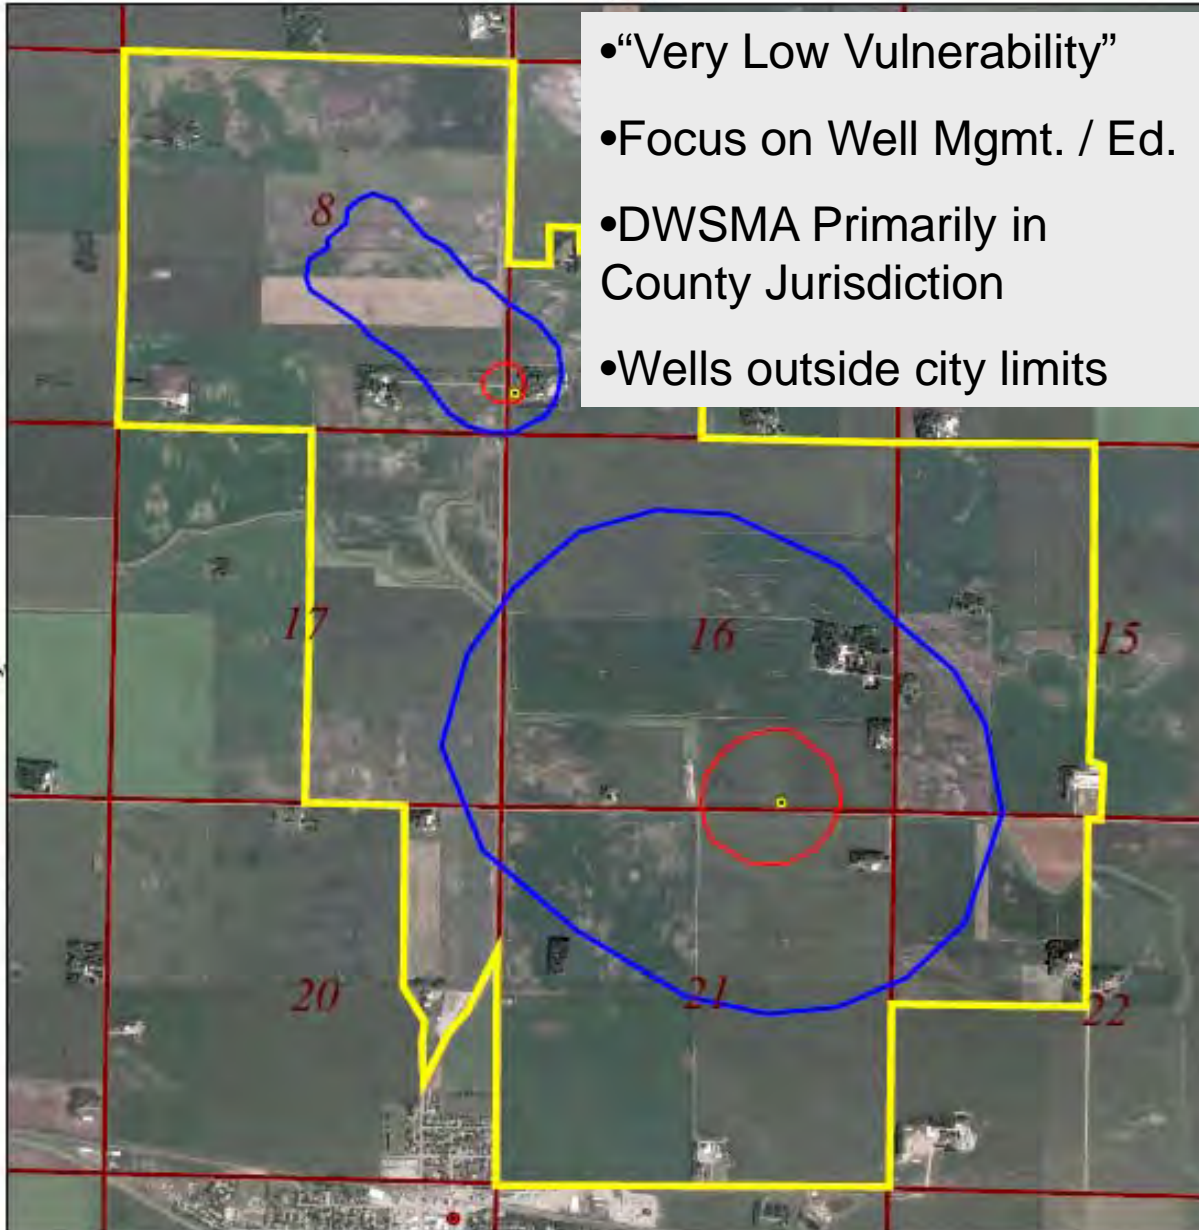 •“Very Low Vulnerability”
•Focus on Well Mgmt. / Ed.
•DWSMA Primarily in
County Jurisdiction
•Wells outside city limits
8
17
16
15
20
21
22